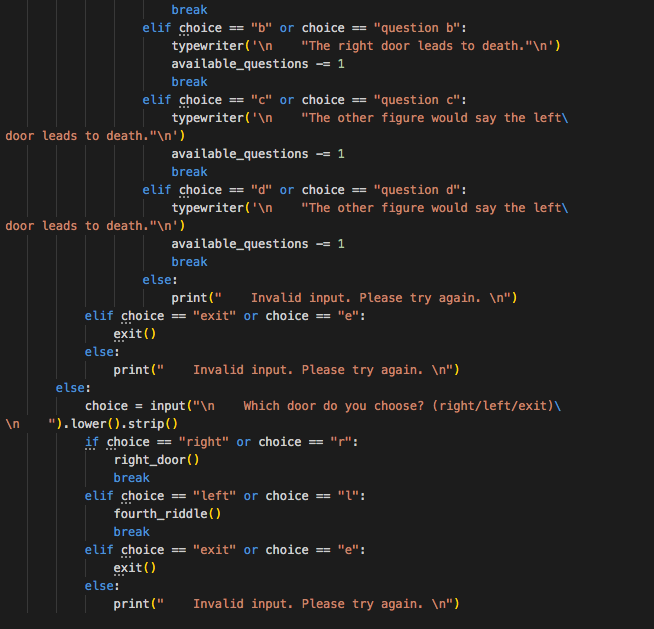 break
                   elif choice == "b" or choice == "question b":
                       typewriter('\n    "The right door leads to death."\n')
                       available_questions -= 1
                       break
                   elif choice == "c" or choice == "question c":
                       typewriter('\n    "The other figure would say the left\
door leads to death."\n')
                       available_questions -= 1
                       break
                   elif choice == "d" or choice == "question d":
                       typewriter('\n    "The other figure would say the left\
door leads to death."\n')
                       available_questions -= 1
                       break
                   else:
                       print("    Invalid input. Please try again. \n")
           elif choice == "exit" or choice == "e":
               exit()
           else:
               print("    Invalid input. Please try again. \n")
       else:
           choice = input("\n    Which door do you choose? (right/left/exit)\
\n    ").lower().strip()
           if choice == "right" or choice == "r":
               right_door()
               break
           elif choice == "left" or choice == "l":
               fourth_riddle()
               break
           elif choice == "exit" or choice == "e":
               exit()
           else:
               print("    Invalid input. Please try again. \n")